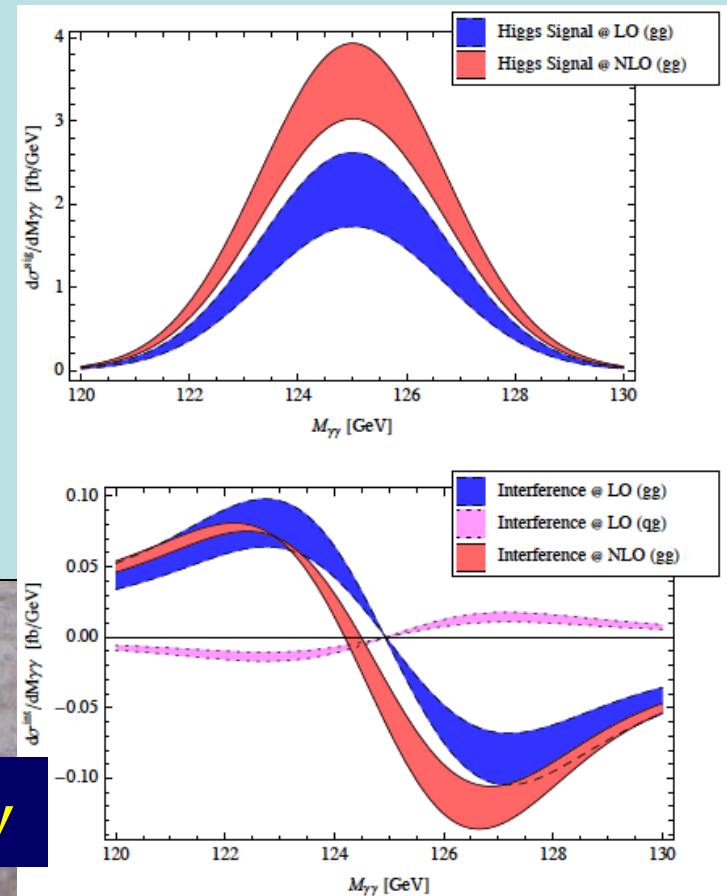 Higgs Signal @ LO (gg)
Higgs Signal @ NLO (gg)
4
3
2
1
0
dσ^sig/dMγγ [fb/GeV]
120 122 124 126 128 130
Mγγ [GeV]
Interference @ LO (gg)
Interference @ LO (qg)
Interference @ NLO (gg)
0.10
0.05
0.00
−0.05
−0.10
dσ^int/dMγγ [fb/GeV]
120 122 124 126 128 130
Mγγ [GeV]